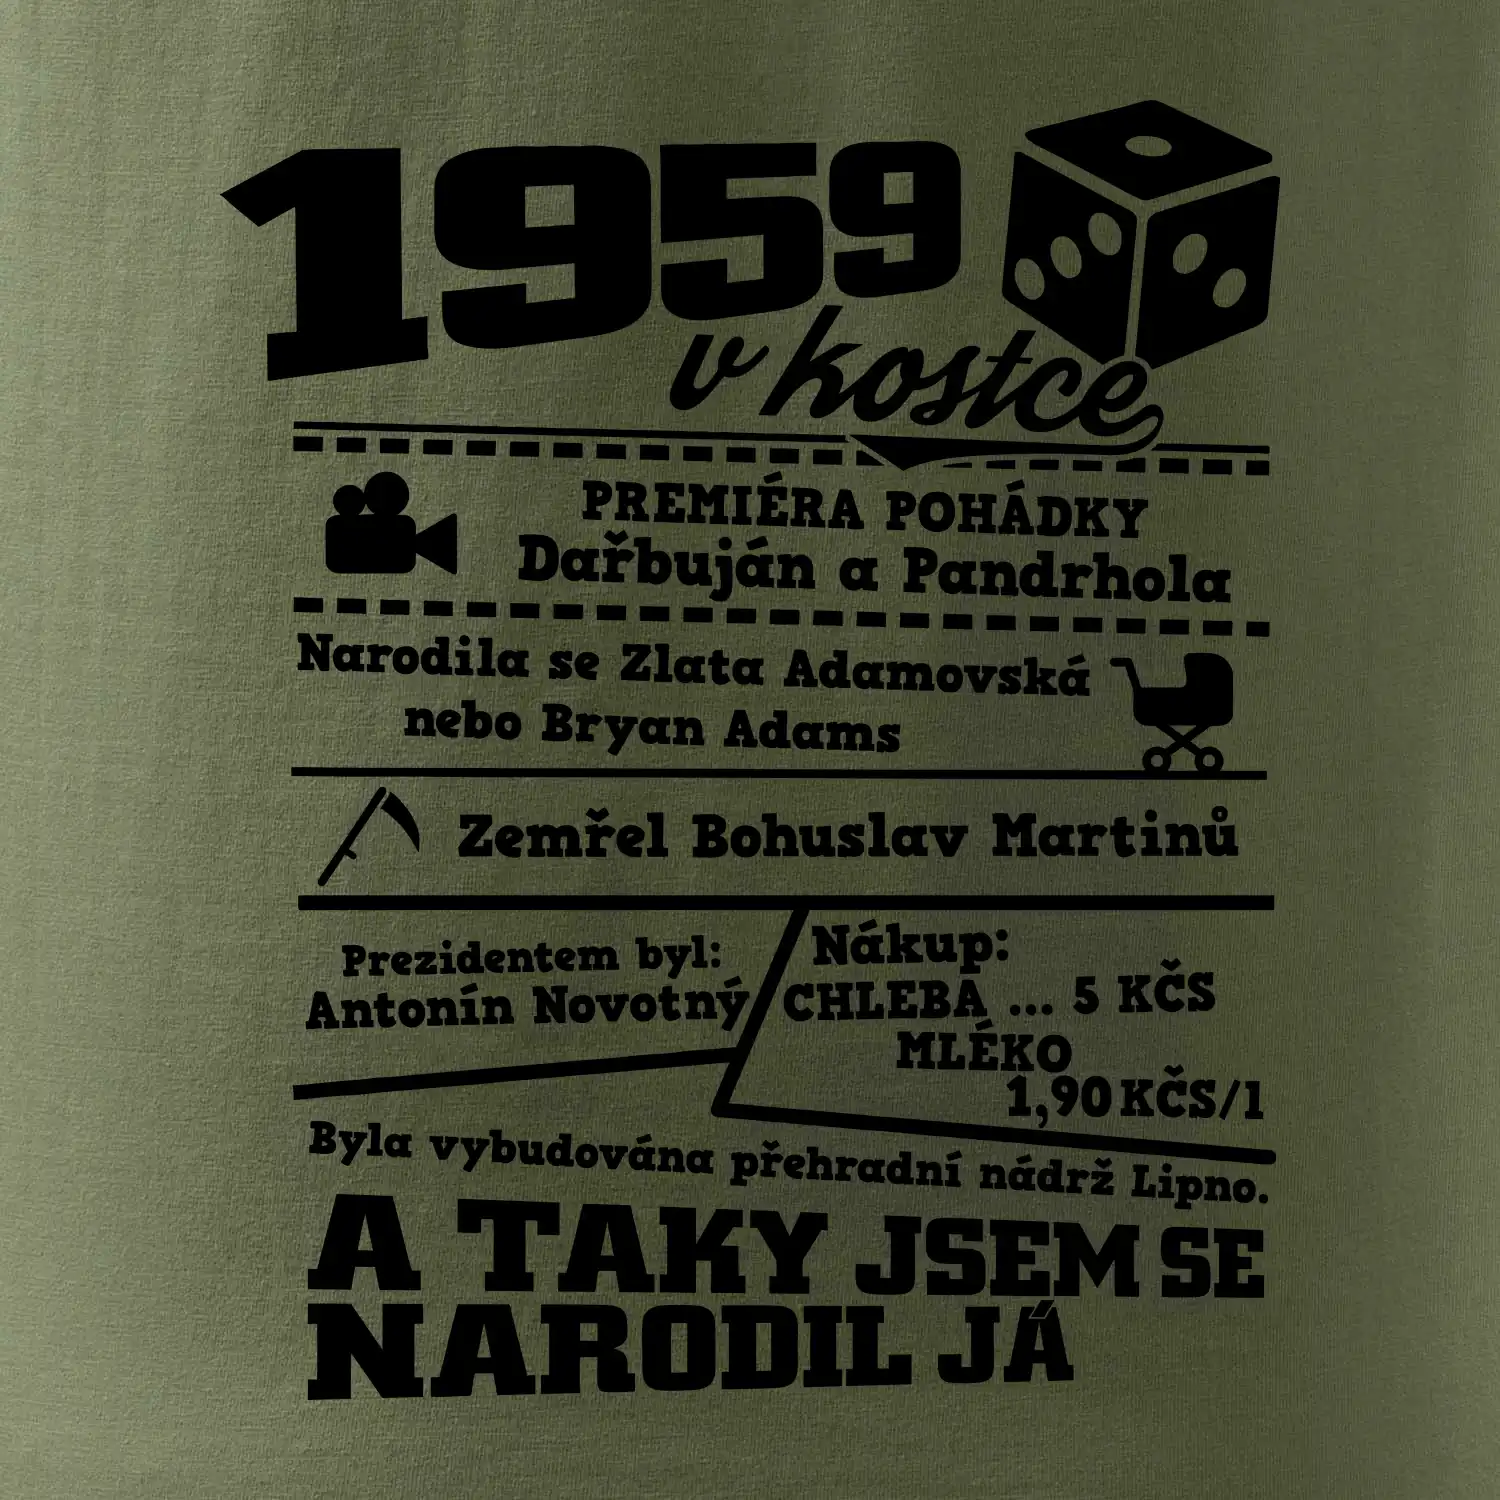 1959
v kostce
PREMIÉRA POHÁDKY
Dařbuján a Pandrhola
Narodila se Zlata Adamovská
nebo Bryan Adams
Zemřel Bohuslav Martinů
Prezidentem byl:
Antonín Novotný
Nákup:
CHLEBA ... 5 KČS
MLÉKO
1,90 KČS/l
Byla vybudována přehradní nádrž Lipno.
A TAKY JSEM SE
NARODIL JÁ